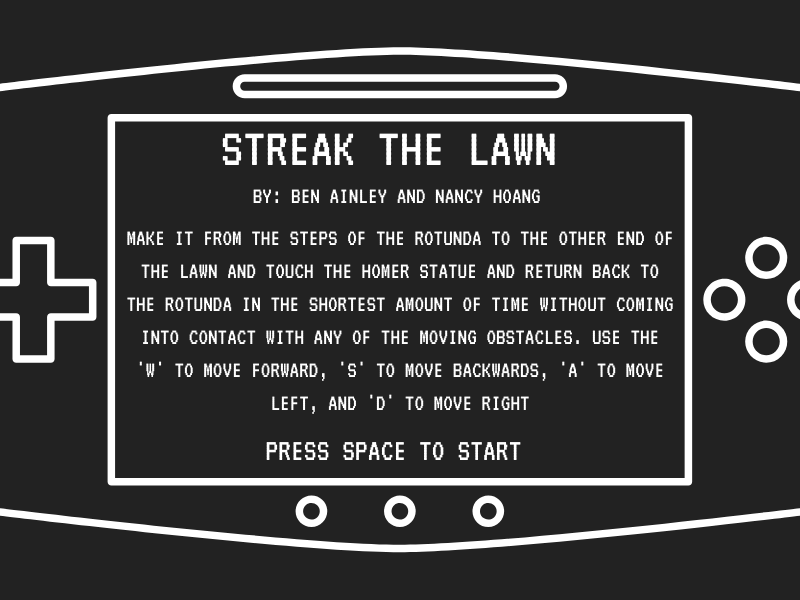 STREAK THE LAWN
BY: BEN AINLEY AND NANCY HOANG
MAKE IT FROM THE STEPS OF THE ROTUNDA TO THE OTHER END OF
THE LAWN AND TOUCH THE HOMER STATUE AND RETURN BACK TO
THE ROTUNDA IN THE SHORTEST AMOUNT OF TIME WITHOUT COMING
INTO CONTACT WITH ANY OF THE MOVING OBSTACLES. USE THE
'W' TO MOVE FORWARD, 'S' TO MOVE BACKWARDS, 'A' TO MOVE
LEFT, AND 'D' TO MOVE RIGHT
PRESS SPACE TO START